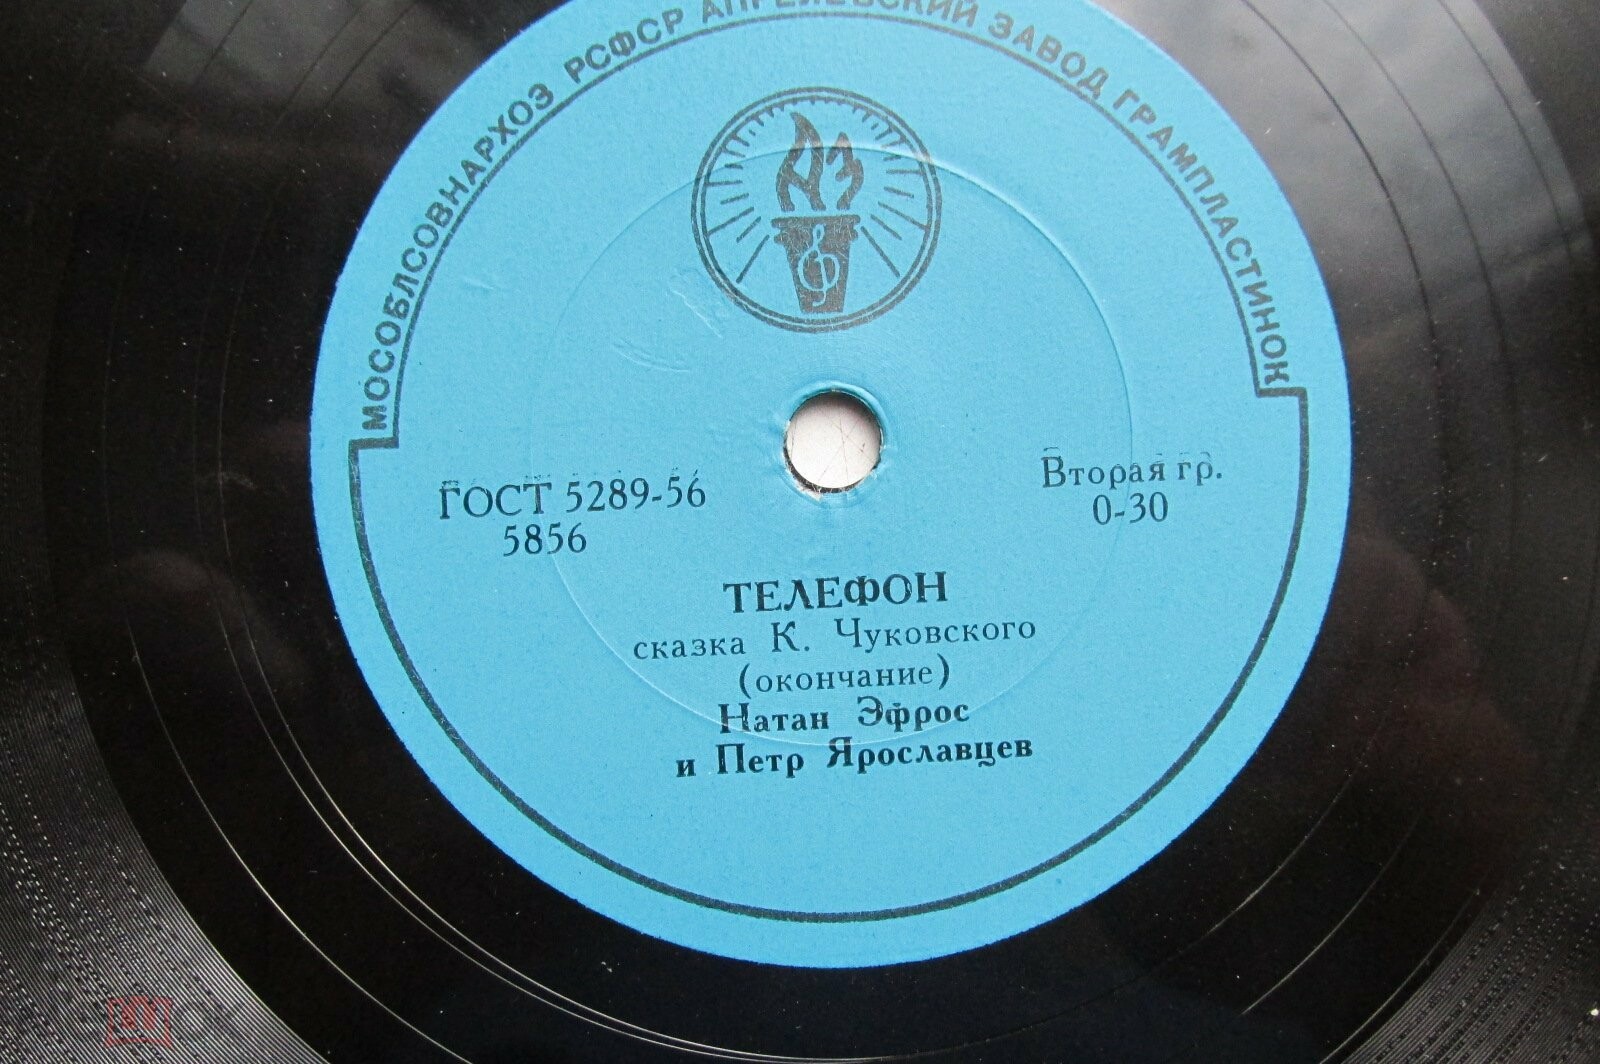 МОСОБЛСОВНАРХОЗ РСФСР АПРЕЛЕВСКИЙ ЗАВОД ГРАМПЛАСТИНОК
ГОСТ 5289-56
5856
Вторая гр.
0-30
ТЕЛЕФОН
сказка К. Чуковского
(окончание)
Натан Эфрос
и Петр Ярославцев